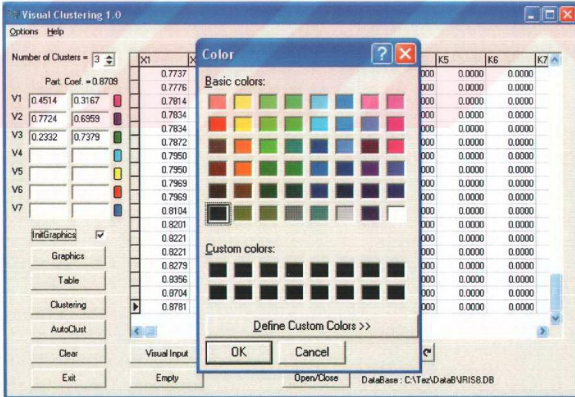 Visual Clustering 1.0
Options Help
Number of Clusters = 3
Part. Coef. = 0.8709
V1 0.4514 0.3167
V2 0.7724 0.6959
V3 0.2332 0.7379
V4
V5
V6
V7
InitGraphics
Graphics
Table
Clustering
AutoClust
Clear
Exit
X1 K5 K6 K7
0.7737 0.0000 0.0000
0.7776 0.0000 0.0000
0.7814 0.0000 0.0000
0.7834 0.0000 0.0000
0.7834 0.0000 0.0000
0.7872 0.0000 0.0000
0.7950 0.0000 0.0000
0.7950 0.0000 0.0000
0.7969 0.0000 0.0000
0.7969 0.0000 0.0000
0.8104 0.0000 0.0000
0.8201 0.0000 0.0000
0.8221 0.0000 0.0000
0.8221 0.0000 0.0000
0.8279 0.0000 0.0000
0.8356 0.0000 0.0000
0.8704 0.0000 0.0000
0.8781 0.0000 0.0000
Color
Basic colors:
Custom colors:
Define Custom Colors >>
OK Cancel
Visual Input
Empty
Open/Close
DataBase : C:\Tez\DataB\IRIS8.DB